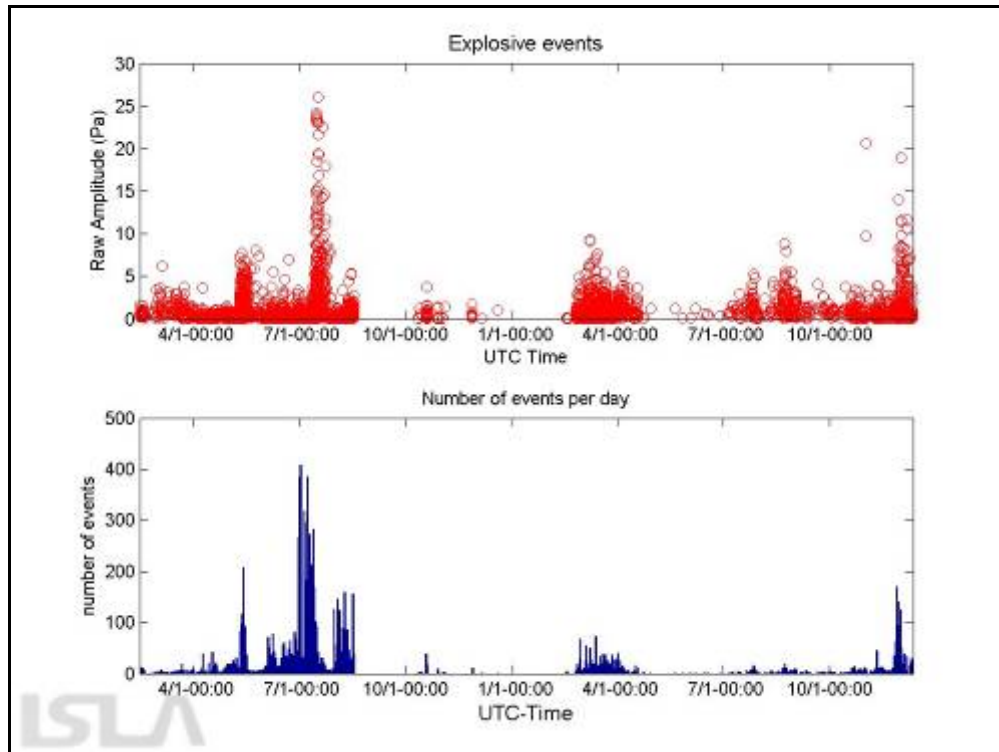 Explosive events
30
25
20
15
10
5
0
Raw Amplitude (Pa)
4/1-00:00 7/1-00:00 10/1-00:00 1/1-00:00 4/1-00:00 7/1-00:00 10/1-00:00
UTC Time
Number of events per day
500
400
300
200
100
0
number of events
4/1-00:00 7/1-00:00 10/1-00:00 1/1-00:00 4/1-00:00 7/1-00:00 10/1-00:00
UTC-Time
ISLA